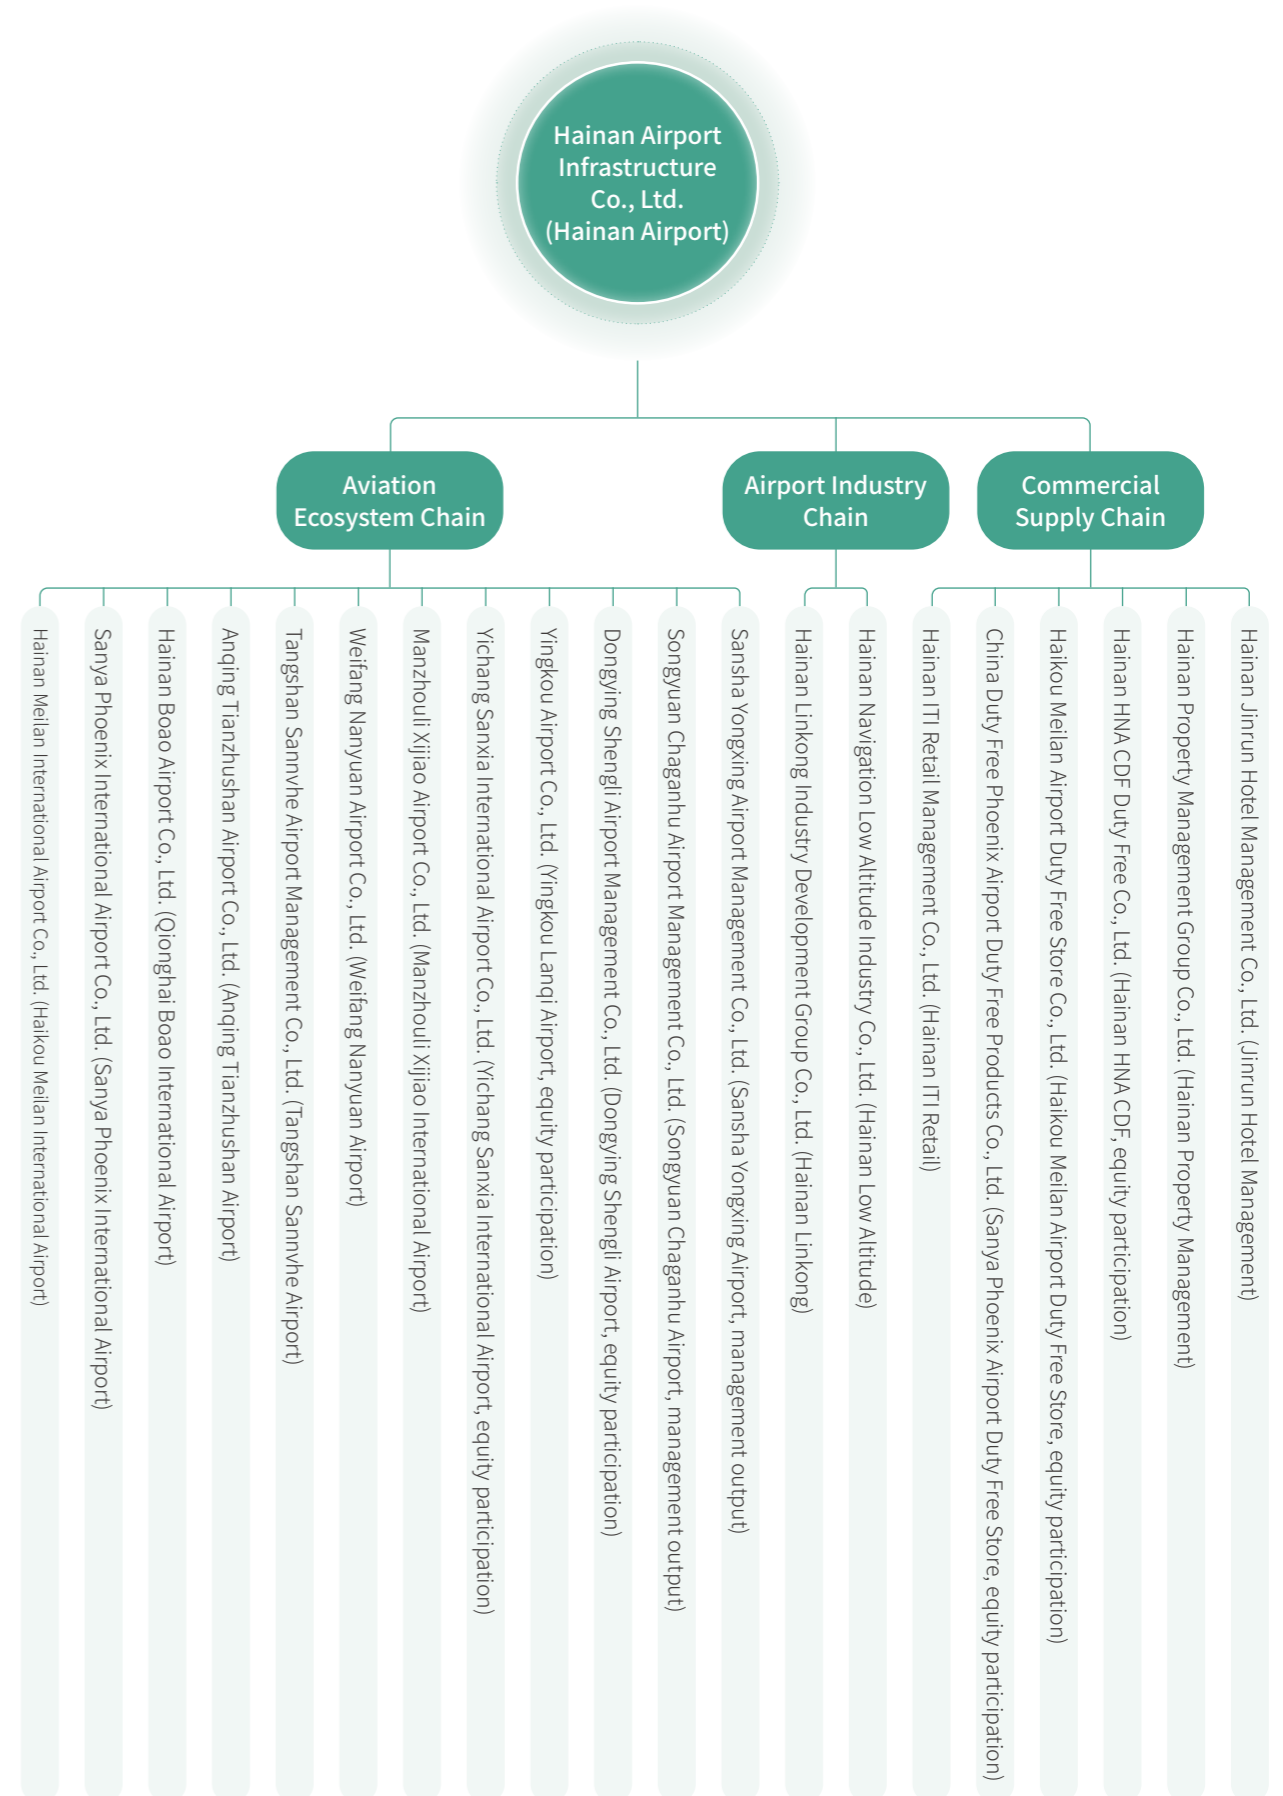 Hainan Airport
Infrastructure
Co., Ltd.
(Hainan Airport)
Aviation
Ecosystem Chain
Airport Industry
Chain
Commercial
Supply Chain
Hainan Meilan International Airport Co., Ltd. (Haikou Meilan International Airport)
Sanya Phoenix International Airport Co., Ltd. (Sanya Phoenix International Airport)
Hainan Boao Airport Co., Ltd. (Qionghai Boao International Airport)
Anqing Tianzhushan Airport Co., Ltd. (Anqing Tianzhushan Airport)
Tangshan Sannvhe Airport Management Co., Ltd. (Tangshan Sannvhe Airport)
Weifang Nanyuan Airport Co., Ltd. (Weifang Nanyuan Airport)
Manzhouli Xijiao Airport Co., Ltd. (Manzhouli Xijiao International Airport)
Yichang Sanxia International Airport Co., Ltd. (Yichang Sanxia International Airport, equity participation)
Yingkou Airport Co., Ltd. (Yingkou Lanqi Airport, equity participation)
Dongying Shengli Airport Management Co., Ltd. (Dongying Shengli Airport, equity participation)
Songyuan Chaganhu Airport Management Co., Ltd. (Songyuan Chaganhu Airport, management output)
Sansha Yongxing Airport Management Co., Ltd. (Sansha Yongxing Airport, management output)
Hainan Linkong Industry Development Group Co., Ltd. (Hainan Linkong)
Hainan Navigation Low Altitude Industry Co., Ltd. (Hainan Low Altitude)
Hainan ITI Retail Management Co., Ltd. (Hainan ITI Retail)
China Duty Free Phoenix Airport Duty Free Products Co., Ltd. (Sanya Phoenix Airport Duty Free Store, equity participation)
Haikou Meilan Airport Duty Free Store Co., Ltd. (Haikou Meilan Airport Duty Free Store, equity participation)
Hainan HNA CDF Duty Free Co., Ltd. (Hainan HNA CDF, equity participation)
Hainan Property Management Group Co., Ltd. (Hainan Property Management)
Hainan Jinrun Hotel Management Co., Ltd. (Jinrun Hotel Management)